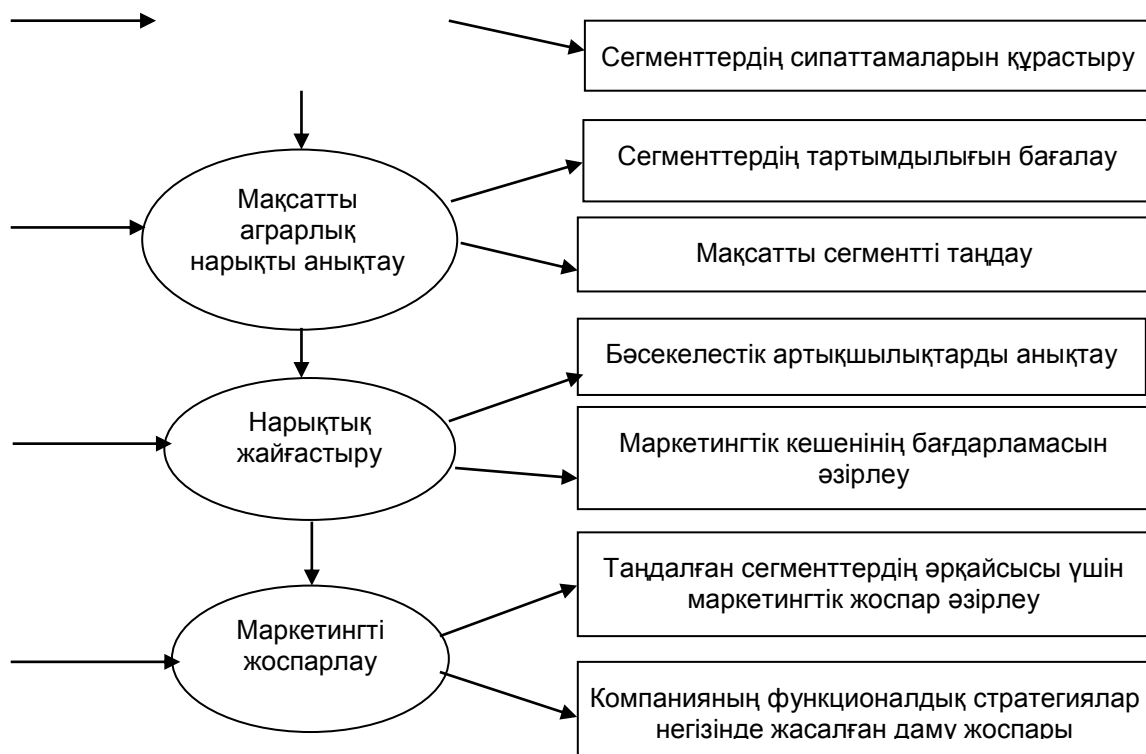 Сегменттердің сипаттамаларын құрастыру
Сегменттердің тартымдылығын бағалау
Мақсатты
аграрлық
нарықты анықтау
Мақсатты сегментті таңдау
Бәсекелестік артықшылықтарды анықтау
Нарықтық
жайғастыру
Маркетингтік кешенінің бағдарламасын
әзірлеу
Таңдалған сегменттердің әрқайсысы үшін
маркетингтік жоспар әзірлеу
Маркетингті
жоспарлау
Компанияның функционалдық стратегиялар
негізінде жасалған даму жоспары